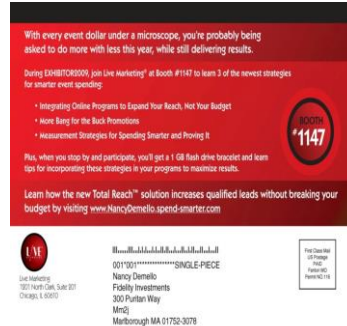 With every event dollar under a microscope, you're probably being
asked to do more with less this year, while still delivering results.
During EXHIBITOR2009, join Live Marketing® at Booth #1147 to learn 3 of the newest strategies
for smarter event spending:
• Integrating Online Programs to Expand Your Reach, Not Your Budget
• More Bang for the Buck Promotions
• Measurement Strategies for Spending Smarter and Proving It
BOOTH
#1147
Plus, when you stop by and participate, you'll get a 1 GB flash drive bracelet and learn
tips for incorporating these strategies in your programs to maximize results.
Learn how the new Total Reach™ solution increases qualified leads without breaking your
budget by visiting www.NancyDemello.spend-smarter.com
LIVE
Live Marketing
1001 North Clark, Suite 201
Chicago, IL 60610
001*001***************SINGLE-PIECE
Nancy Demello
Fidelity Investments
300 Puritan Way
Mm2j
Marlborough MA 01752-3078
First Class Mail
US Postage
PAID